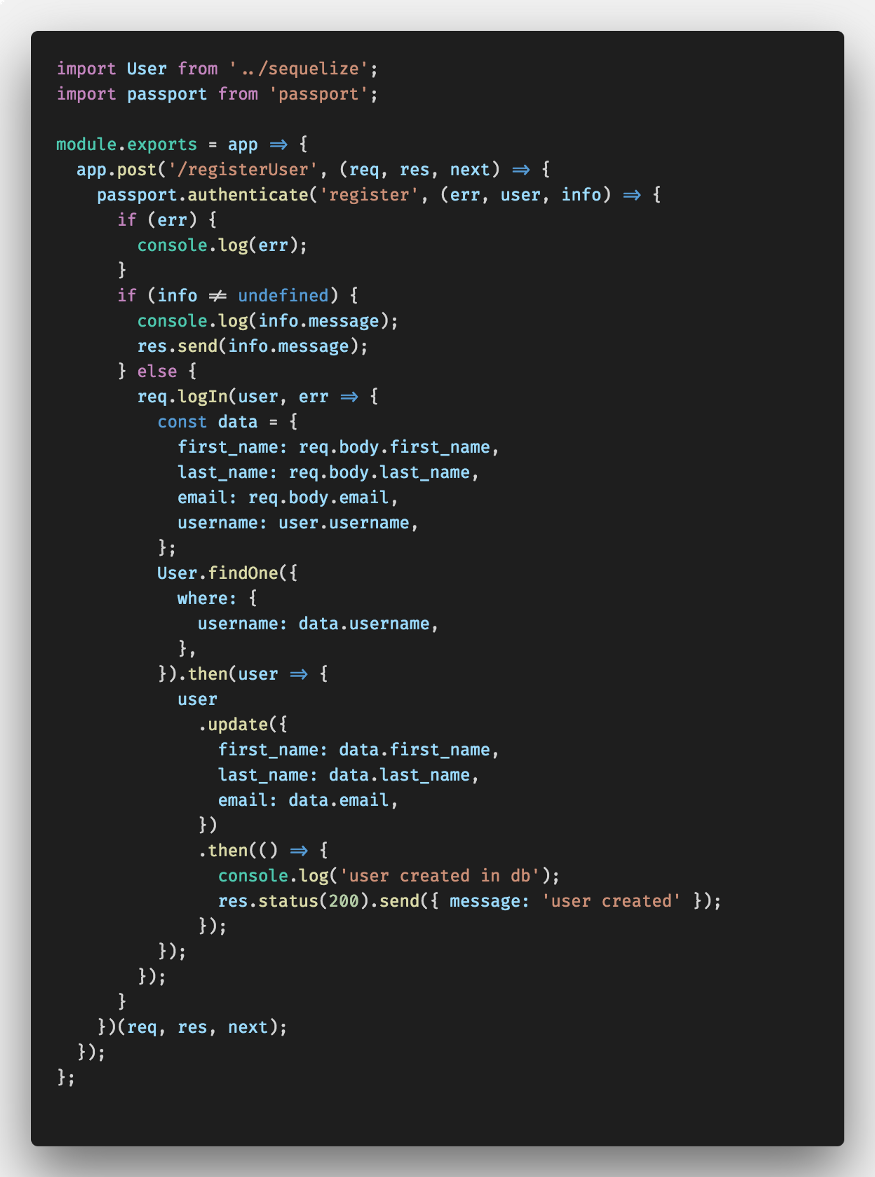 import User from '../sequelize';
import passport from 'passport';

module.exports = app => {
  app.post('/registerUser', (req, res, next) => {
    passport.authenticate('register', (err, user, info) => {
      if (err) {
        console.log(err);
      }
      if (info != undefined) {
        console.log(info.message);
        res.send(info.message);
      } else {
        req.logIn(user, err => {
          const data = {
            first_name: req.body.first_name,
            last_name: req.body.last_name,
            email: req.body.email,
            username: user.username,
          };
          User.findOne({
            where: {
              username: data.username,
            },
          }).then(user => {
            user
              .update({
                first_name: data.first_name,
                last_name: data.last_name,
                email: data.email,
              })
              .then(() => {
                console.log('user created in db');
                res.status(200).send({ message: 'user created' });
              });
          });
        });
      }
    })(req, res, next);
  });
};